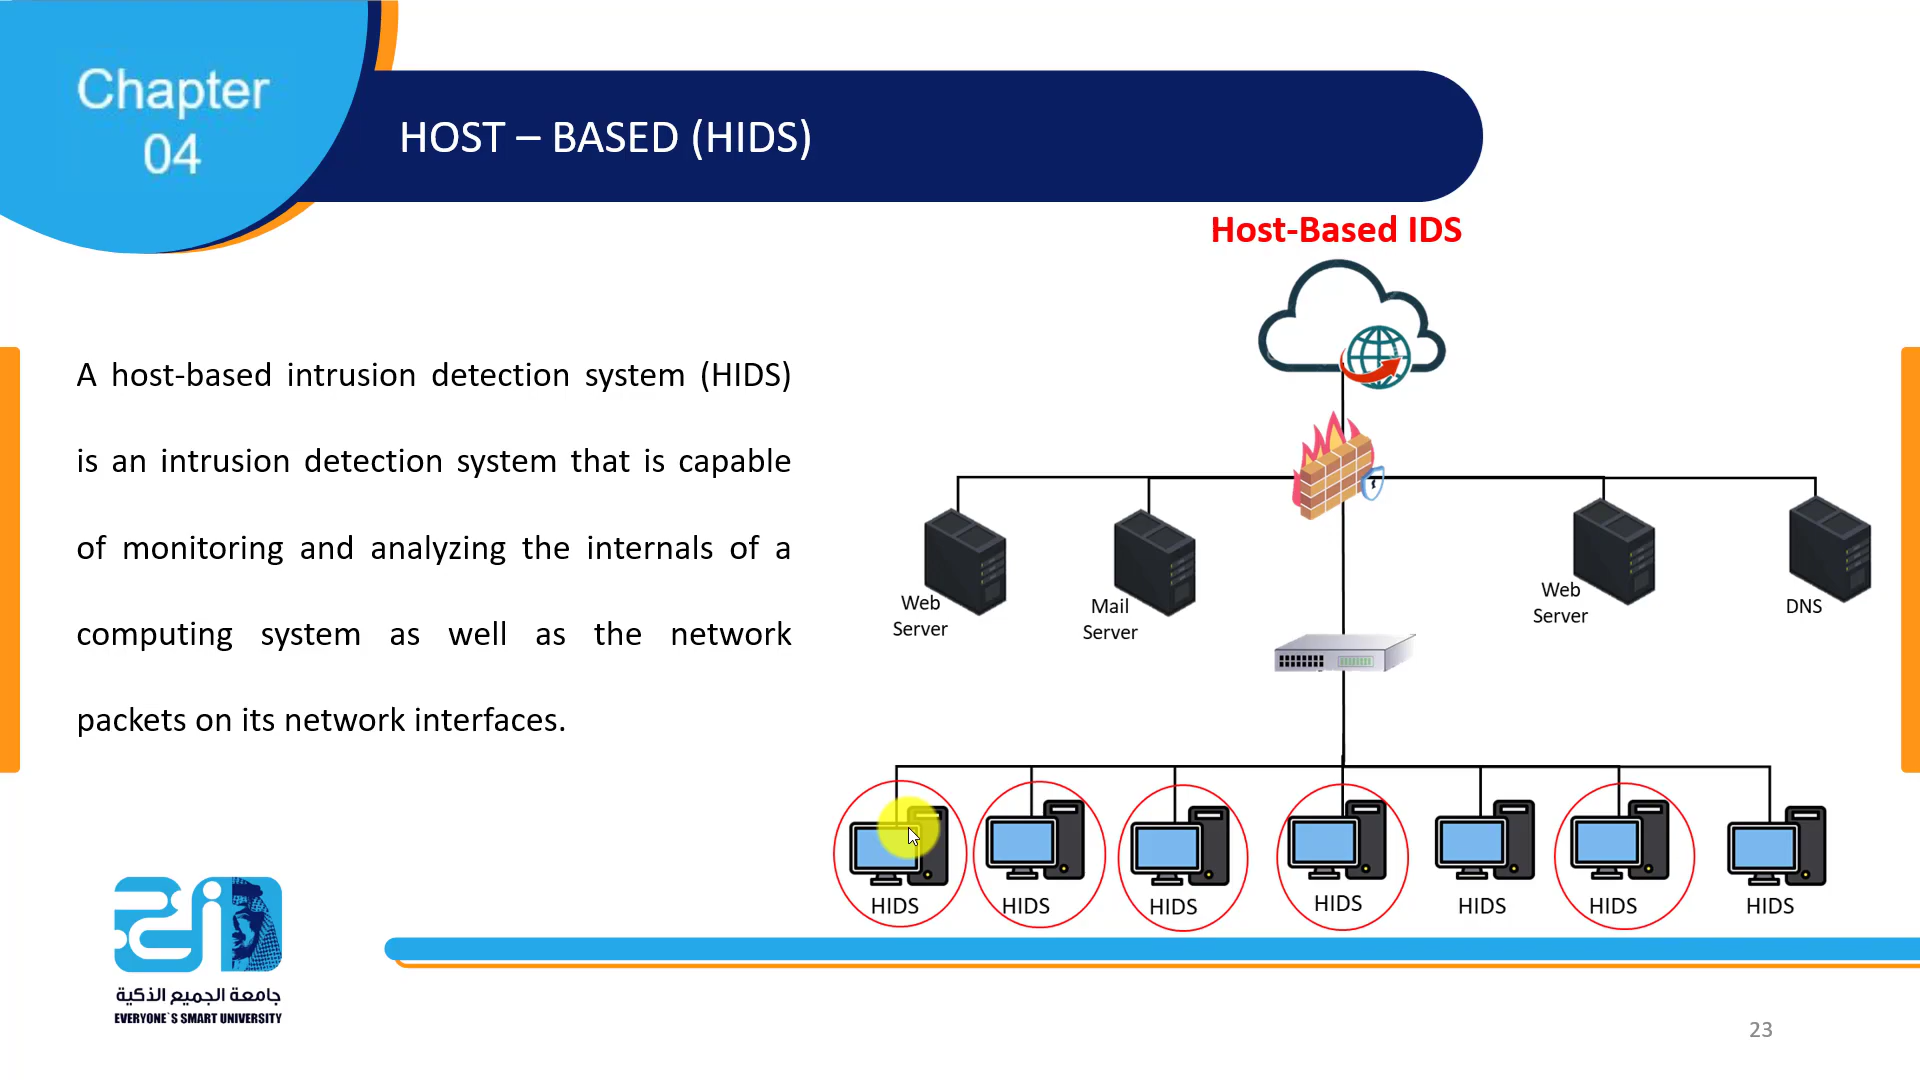 Chapter
04
HOST – BASED (HIDS)
Host-Based IDS
A host-based intrusion detection system (HIDS)
is an intrusion detection system that is capable
of monitoring and analyzing the internals of a
computing system as well as the network
packets on its network interfaces.
Web
Server
Mail
Server
Web
Server
DNS
HIDS
HIDS
HIDS
HIDS
HIDS
HIDS
HIDS
جامعة الجميع الذكية
EVERYONE`S SMART UNIVERSITY
23